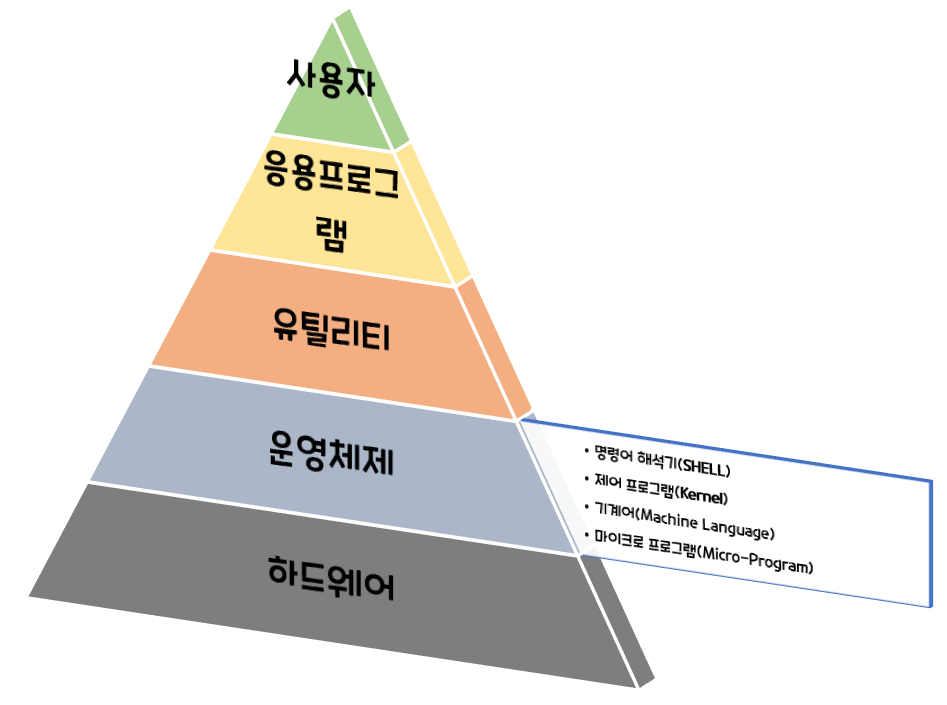 사용자
응용프로그
램
유틸리티
운영체제
• 명령어 해석기(SHELL)
• 제어 프로그램(Kernel)
• 기계어(Machine Language)
• 마이크로 프로그램(Micro-Program)
하드웨어